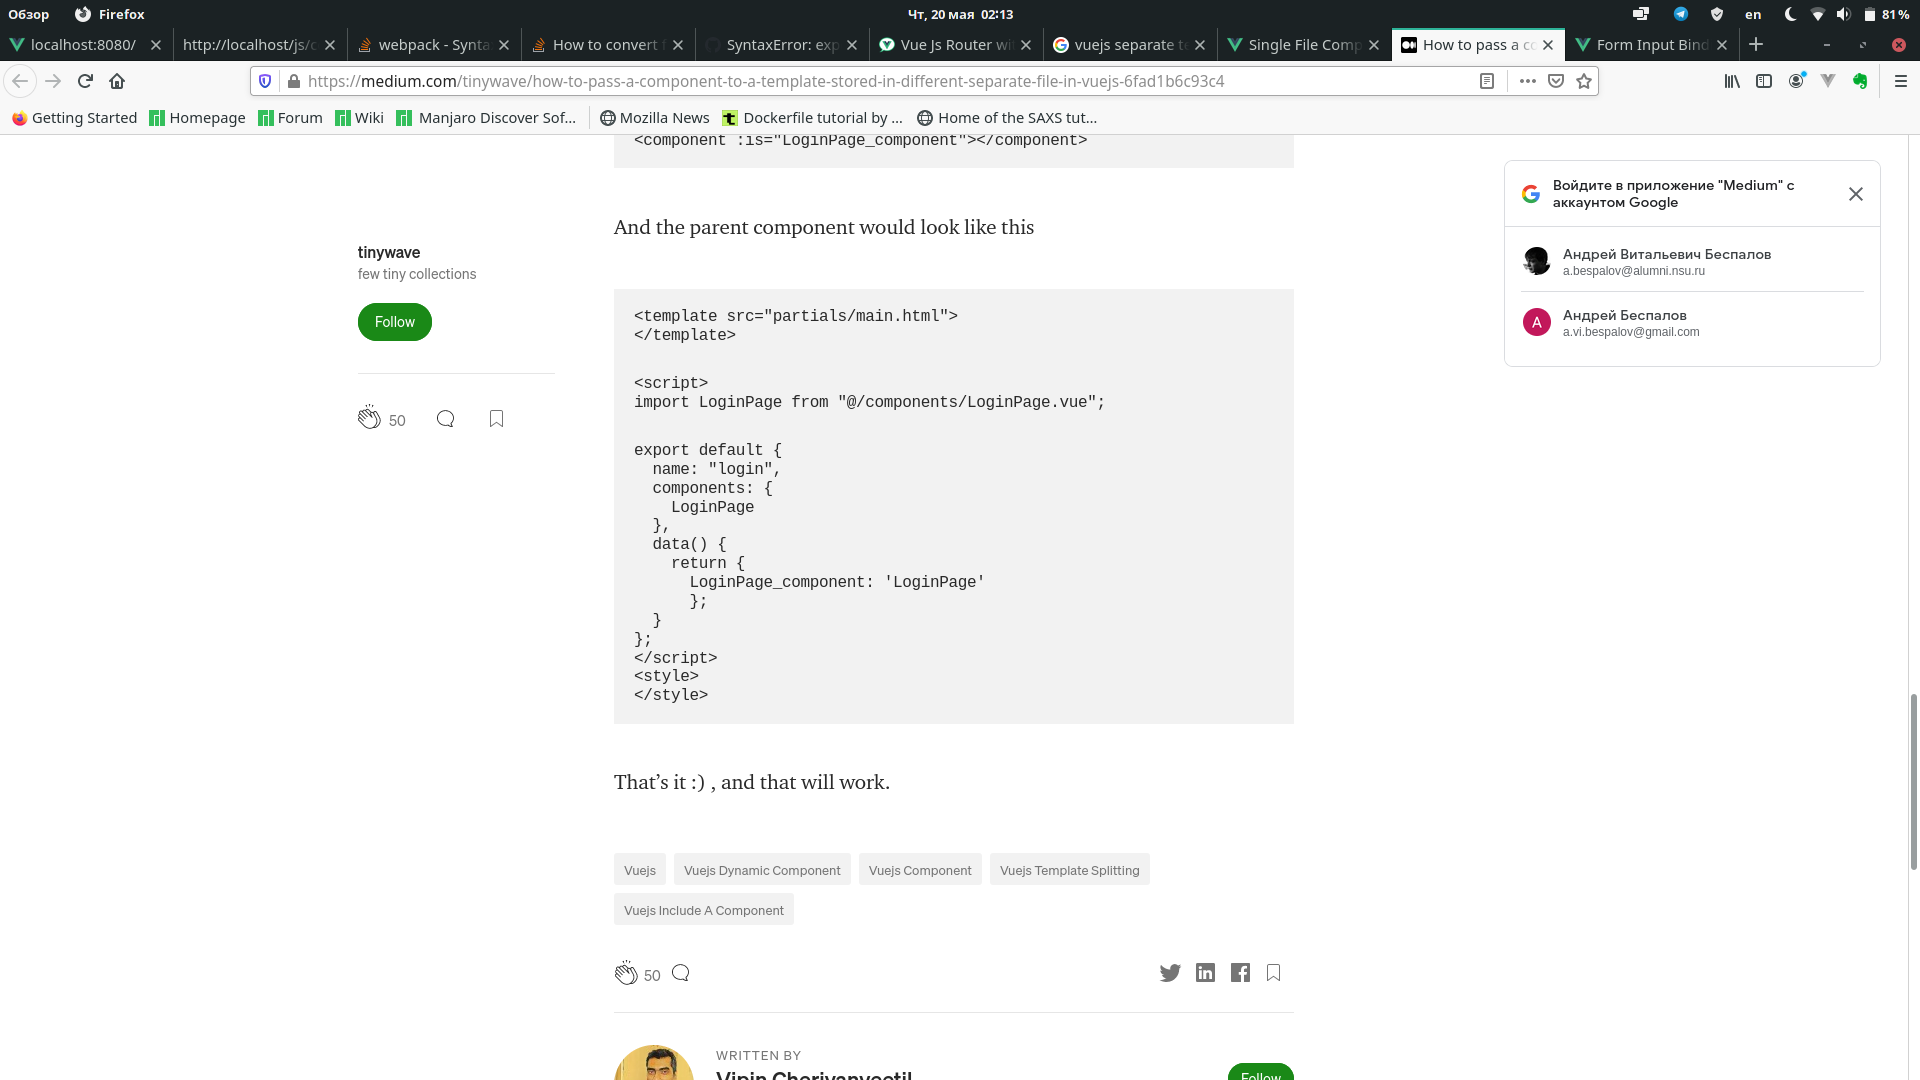 Обзор Firefox Чт, 20 мая 02:13 en 81 %
localhost:8080/ http://localhost/js/c webpack - Synta How to convert f SyntaxError: exp Vue Js Router wi vuejs separate te Single File Comp How to pass a co Form Input Bind
https://medium.com/tinywave/how-to-pass-a-component-to-a-template-stored-in-different-separate-file-in-vuejs-6fad1b6c93c4
Getting Started Homepage Forum Wiki Manjaro Discover Sof... Mozilla News Dockerfile tutorial by ... Home of the SAXS tut...
<component :is="LoginPage_component"></component>
And the parent component would look like this
tinywave
few tiny collections
Follow
50
<template src="partials/main.html">
</template>
<script>
import LoginPage from "@/components/LoginPage.vue";
export default {
name: "login",
components: {
LoginPage
},
data() {
return {
LoginPage_component: 'LoginPage'
};
}
};
</script>
<style>
</style>
That’s it :) , and that will work.
Vuejs Vuejs Dynamic Component Vuejs Component Vuejs Template Splitting
Vuejs Include A Component
50
WRITTEN BY
Vipin Cheriyanveetil
Follow
Войдите в приложение "Medium" с
аккаунтом Google
Андрей Витальевич Беспалов
a.bespalov@alumni.nsu.ru
A
Андрей Беспалов
a.vi.bespalov@gmail.com